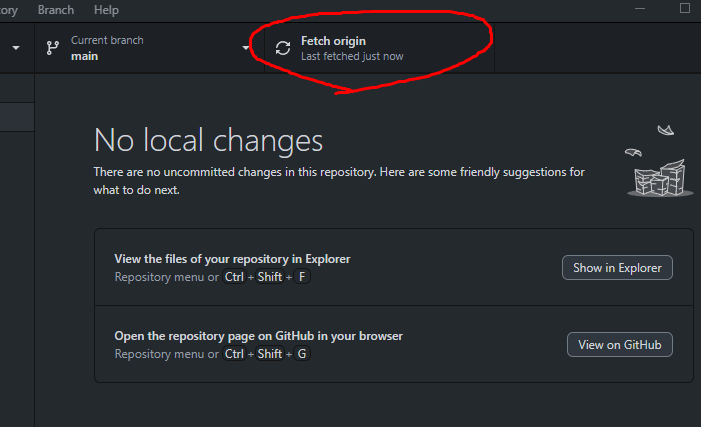 ory Branch Help
Current branch
main
Fetch origin
Last fetched just now
No local changes
There are no uncommitted changes in this repository. Here are some friendly suggestions for
what to do next.
View the files of your repository in Explorer
Repository menu or Ctrl + Shift + F
Show in Explorer
Open the repository page on GitHub in your browser
Repository menu or Ctrl + Shift + G
View on GitHub